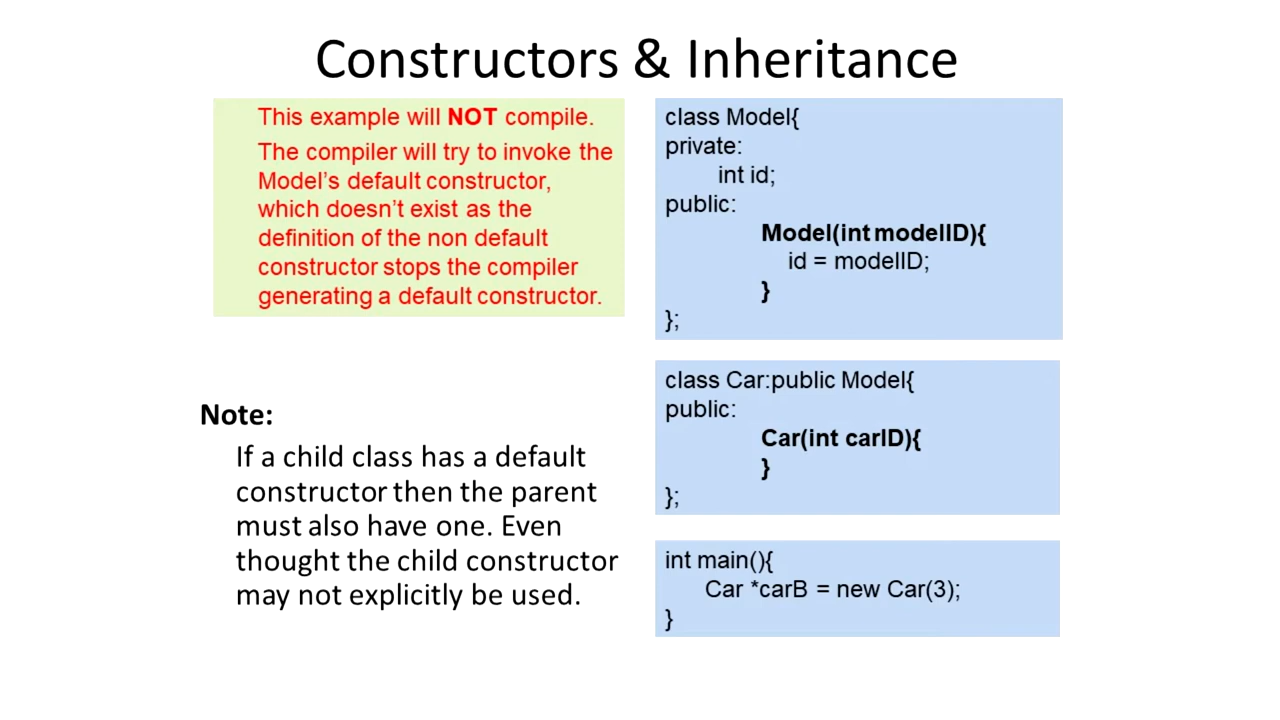 Constructors & Inheritance
This example will NOT compile.
The compiler will try to invoke the
Model’s default constructor,
which doesn’t exist as the
definition of the non default
constructor stops the compiler
generating a default constructor.
Note:
If a child class has a default
constructor then the parent
must also have one. Even
thought the child constructor
may not explicitly be used.
class Model{
private:
int id;
public:
Model(int modelID){
id = modelID;
}
};
class Car:public Model{
public:
Car(int carID){
}
};
int main(){
Car *carB = new Car(3);
}